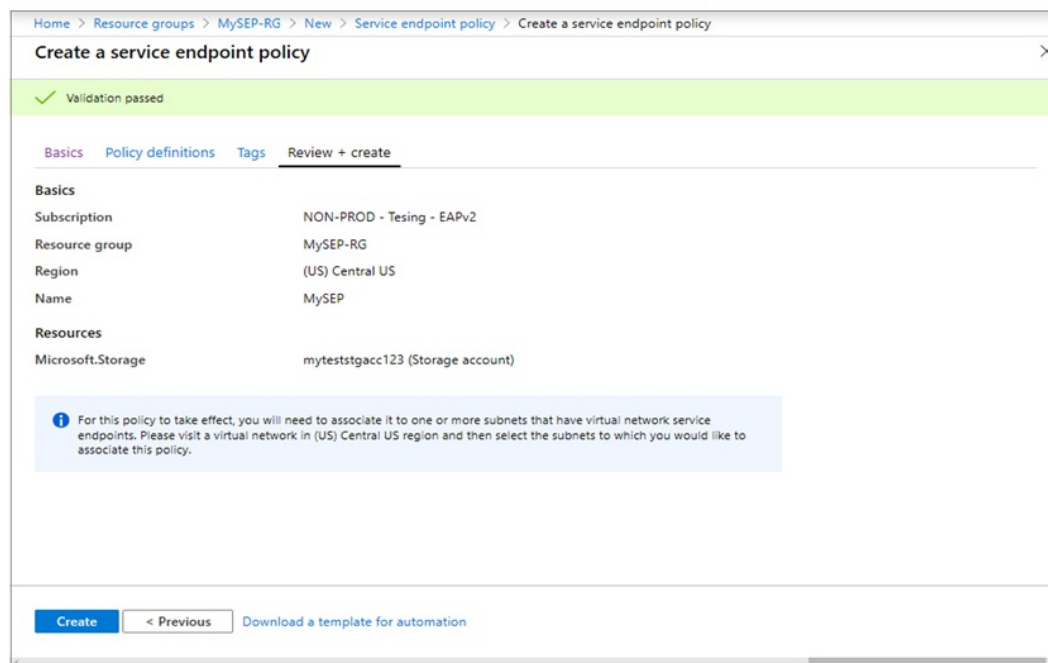 Home > Resource groups > MySEP-RG > New > Service endpoint policy > Create a service endpoint policy
Create a service endpoint policy
Validation passed
Basics Policy definitions Tags Review + create
Basics
Subscription NON-PROD - Tesing - EAPv2
Resource group MySEP-RG
Region (US) Central US
Name MySEP
Resources
Microsoft.Storage myteststgacc123 (Storage account)
For this policy to take effect, you will need to associate it to one or more subnets that have virtual network service
endpoints. Please visit a virtual network in (US) Central US region and then select the subnets to which you would like to
associate this policy.
Create < Previous Download a template for automation